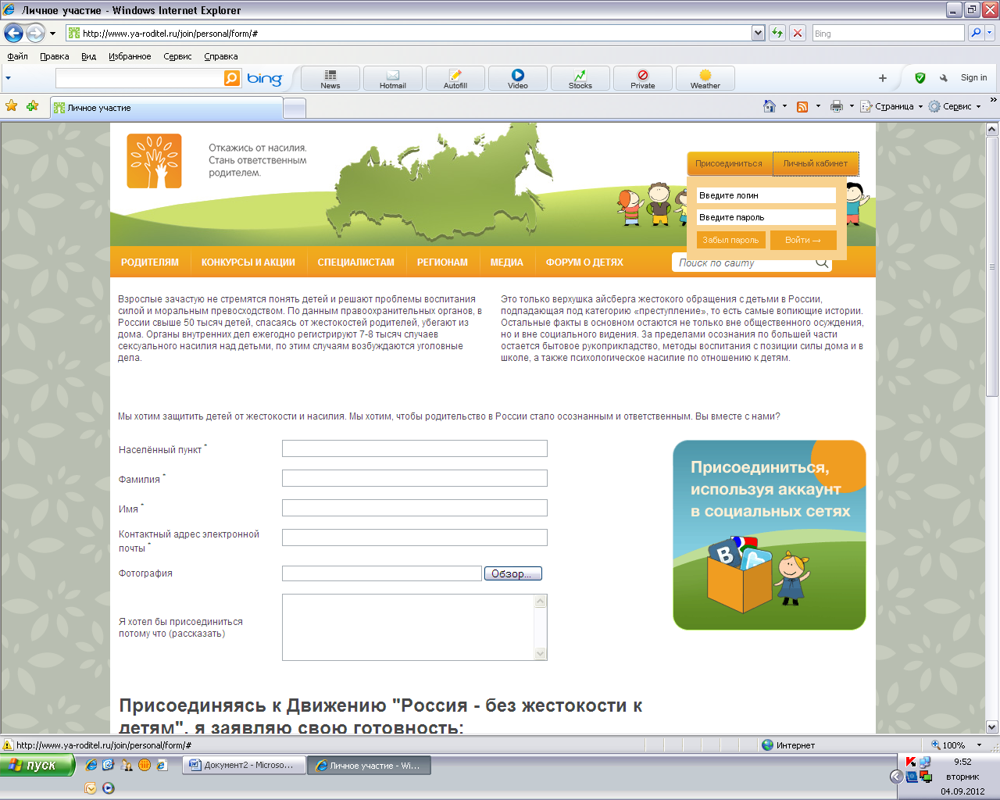 Личное участие - Windows Internet Explorer
http://www.ya-roditel.ru/join/personal/form/#
Bing
Файл Правка Вид Избранное Сервис Справка
bing News Hotmail Autofill Video Stocks Private Weather Sign in
Личное участие
Страница Сервис
Откажись от насилия.
Стань ответственным
родителем.
Присоединиться Личный кабинет
Введите логин
Введите пароль
Забыл пароль Войти →
РОДИТЕЛЯМ КОНКУРСЫ И АКЦИИ СПЕЦИАЛИСТАМ РЕГИОНАМ МЕДИА ФОРУМ О ДЕТЯХ
Поиск по сайту
Взрослые зачастую не стремятся понять детей и решают проблемы воспитания
силой и моральным превосходством. По данным правоохранительных органов, в
России свыше 50 тысяч детей, спасаясь от жестокостей родителей, убегают из
дома. Органы внутренних дел ежегодно регистрируют 7-8 тысяч случаев
сексуального насилия над детьми, по этим случаям возбуждаются уголовные
дела.
Это только верхушка айсберга жестокого обращения с детьми в России,
подпадающая под категорию «преступление», то есть самые вопиющие истории.
Остальные факты в основном остаются не только вне общественного осуждения,
но и вне социального видения. За пределами осознания по большей части
остается бытовое рукоприкладство, методы воспитания с позиции силы дома и в
школе, а также психологическое насилие по отношению к детям.
Мы хотим защитить детей от жестокости и насилия. Мы хотим, чтобы родительство в России стало осознанным и ответственным. Вы вместе с нами?
Населённый пункт *
Фамилия *
Имя *
Контактный адрес электронной
почты *
Фотография
Обзор...
Я хотел бы присоединиться
потому что (рассказать)
Присоединиться,
используя аккаунт
в социальных сетях
В
Присоединяясь к Движению "Россия - без жестокости к
детям", я заявляю свою готовность:
http://www.ya-roditel.ru/join/personal/form/#
Интернет
100%
пуск
Документ2 - Microso...
Личное участие - Wi...
9:52
вторник
04.09.2012